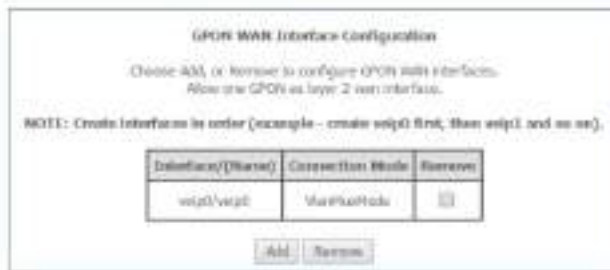 GPON WAN Interface Configuration
Choose Add, or Remove to configure GPON WAN interfaces.
Allow one GPON as layer 2 wan interface.
NOTE: Create interfaces in order (example - create veip0 first, then veip1 and so on).
Interface/(Name) Connection Mode Remove
veip0/veip0 VlanMuxMode
Add Remove